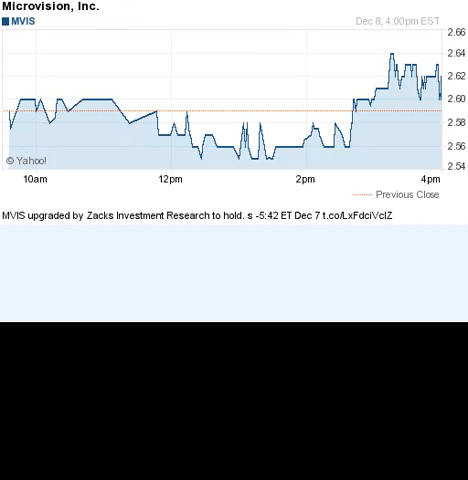 Microvision, Inc.
MVIS
Dec 8, 4:00pm EST
2.66
2.64
2.62
2.60
2.58
2.56
2.54
© Yahoo!
10am 12pm 2pm 4pm
Previous Close
MVIS upgraded by Zacks Investment Research to hold. s -5:42 ET Dec 7